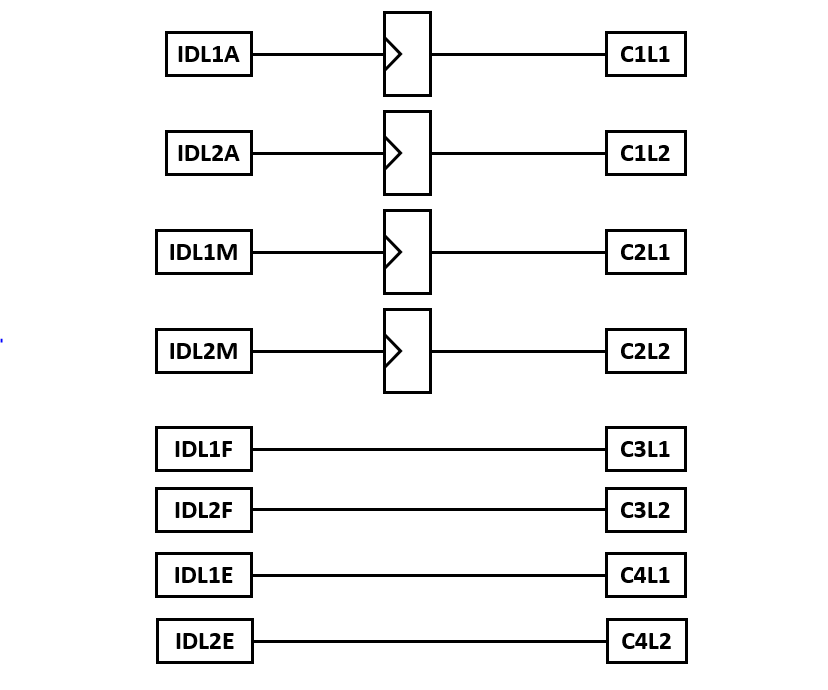 IDL1A C1L1
IDL2A C1L2
IDL1M C2L1
IDL2M C2L2
IDL1F C3L1
IDL2F C3L2
IDL1E C4L1
IDL2E C4L2